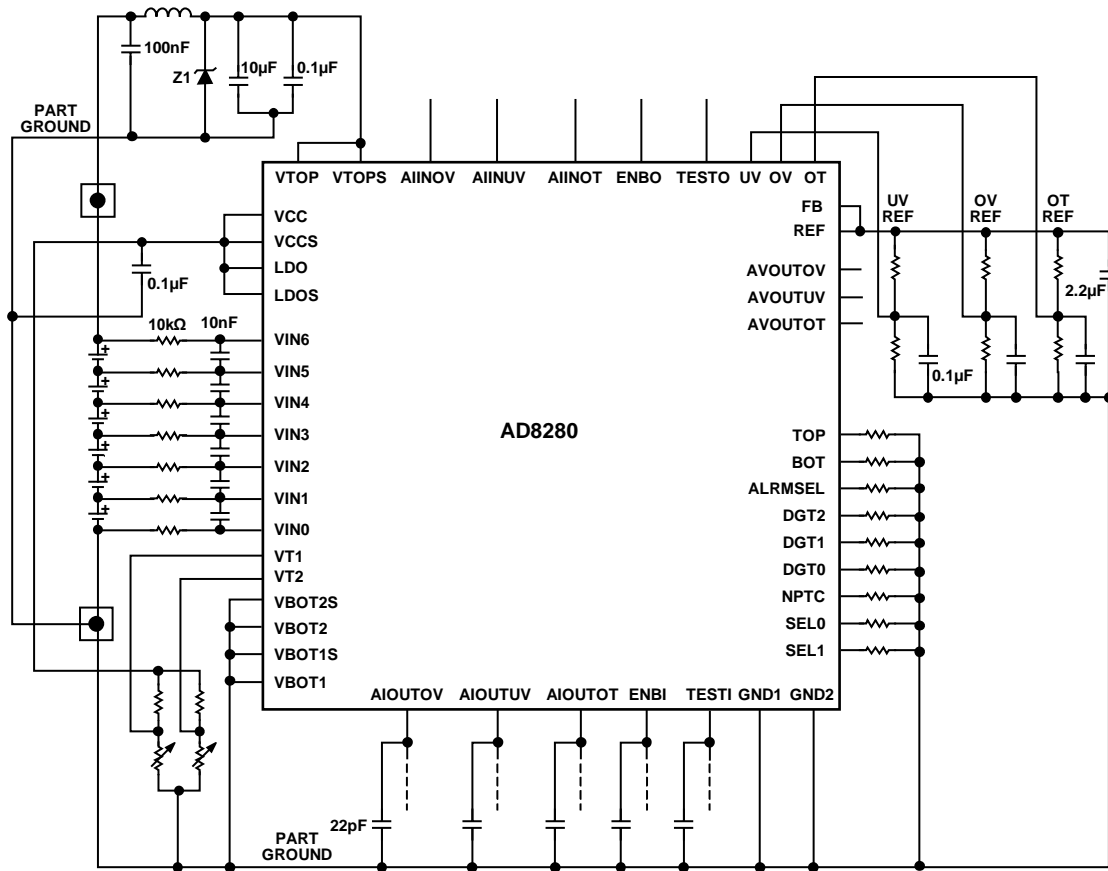 100nF
Z1
10µF
0.1µF
PART
GROUND
VTOP
VTOPS
AIINOV
AIINUV
AIINOT
ENBO
TESTO
UV
OV
OT
FB
REF
UV
REF
OV
REF
OT
REF
VCC
VCCS
LDO
LDOS
0.1µF
AVOUTOV
AVOUTUV
AVOUTOT
2.2µF
0.1µF
10kΩ
10nF
VIN6
VIN5
VIN4
VIN3
VIN2
VIN1
VIN0
+
+
+
+
+
+
AD8280
TOP
BOT
ALRMSEL
DGT2
DGT1
DGT0
NPTC
SEL0
SEL1
VT1
VT2
VBOT2S
VBOT2
VBOT1S
VBOT1
AIOUTOV
AIOUTUV
AIOUTOT
ENBI
TESTI
GND1
GND2
22pF
PART
GROUND